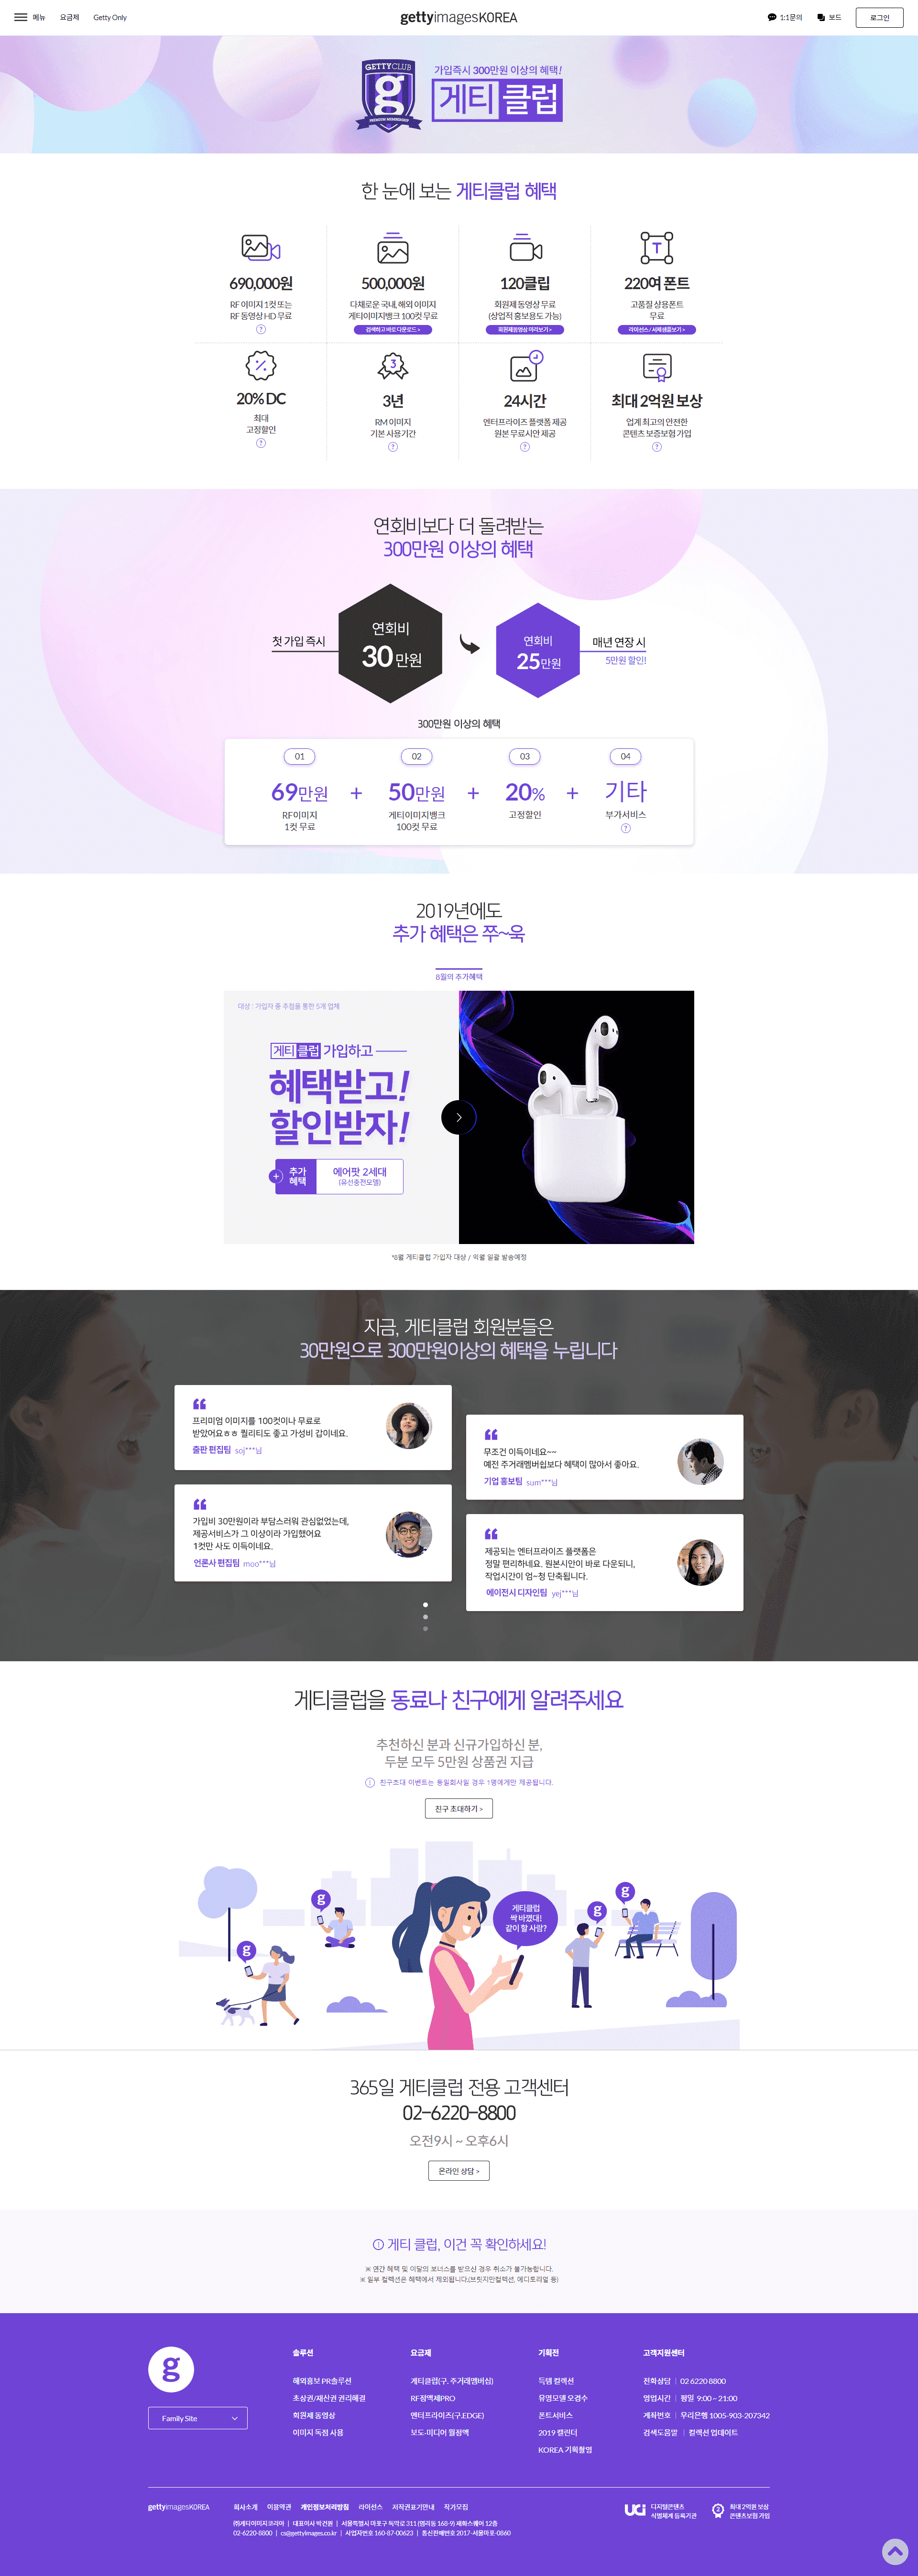 메뉴 요금제 Getty Only gettyimagesKOREA 1:1문의 보드 로그인
GETTYCLUB
g
PREMIUM MEMBERSHIP
가입즉시 300만원 이상의 혜택!
게티클럽
한 눈에 보는 게티클럽 혜택
690,000원
RF 이미지 1컷 또는
RF 동영상 HD 무료
?
500,000원
다채로운 국내, 해외 이미지
게티이미지뱅크 100컷 무료
검색하고 바로 다운로드 >
120클립
회원제 동영상 무료
(상업적 홍보용도 가능)
회원제동영상 미리보기 >
T
220여 폰트
고품질 상용폰트
무료
라이선스 / 서체샘플보기 >
%
20% DC
최대
고정할인
?
3
3년
RM 이미지
기본 사용기간
?
24시간
엔터프라이즈 플랫폼 제공
원본 무료시안 제공
?
최대 2억원 보상
업계 최고의 안전한
콘텐츠 보증보험 가입
?
연회비보다 더 돌려받는
300만원 이상의 혜택
첫 가입 즉시
연회비
30 만원
연회비
25만원
매년 연장 시
5만원 할인!
300만원 이상의 혜택
01 02 03 04
69만원 + 50만원 + 20% + 기타
RF이미지
1컷 무료
게티이미지뱅크
100컷 무료
고정할인
부가서비스
?
2019년에도
추가 혜택은 쭈~욱
8월의 추가혜택
대상 : 가입자 중 추첨을 통한 5개 업체
게티클럽 가입하고
혜택받고!
할인받자!
+ 추가
혜택
에어팟 2세대
(유선충전모델)
*8월 게티클럽 가입자 대상 / 익월 일괄 발송예정
지금, 게티클럽 회원분들은
30만원으로 300만원이상의 혜택을 누립니다
프리미엄 이미지를 100컷이나 무료로
받았어요ㅎㅎ 퀄리티도 좋고 가성비 갑이네요.
출판 편집팀 soj***님
무조건 이득이네요~~
예전 주거래멤버쉽보다 혜택이 많아서 좋아요.
기업 홍보팀 sum***님
가입비 30만원이라 부담스러워 관심없었는데,
제공서비스가 그 이상이라 가입했어요
1컷만 사도 이득이네요.
언론사 편집팀 moo***님
제공되는 엔터프라이즈 플랫폼은
정말 편리하네요. 원본시안이 바로 다운되니,
작업시간이 엄~청 단축됩니다.
에이전시 디자인팀 yej***님
게티클럽을 동료나 친구에게 알려주세요
추천하신 분과 신규가입하신 분,
두분 모두 5만원 상품권 지급
친구초대 이벤트는 동일회사일 경우 1명에게만 제공됩니다.
친구 초대하기 >
g
g
g
g
게티클럽
싹 바꼈대!
같이 할 사람?
365일 게티클럽 전용 고객센터
02-6220-8800
오전9시 ~ 오후6시
온라인 상담 >
게티 클럽, 이건 꼭 확인하세요!
※ 연간 혜택 및 이달의 보너스를 받으신 경우 취소가 불가능합니다.
※ 일부 컬렉션은 혜택에서 제외됩니다.(브릿지만컬렉션, 에디토리얼 등)
g
Family Site
솔루션
해외홍보 PR솔루션
초상권/재산권 권리해결
회원제 동영상
이미지 독점 사용
요금제
게티클럽(구. 주거래멤버십)
RF정액제PRO
엔터프라이즈(구.EDGE)
보도·미디어 월정액
기획전
득템 컬렉션
유명모델 모검수
폰트서비스
2019 캘린더
KOREA 기획촬영
고객지원센터
전화상담 | 02 6220 8800
영업시간 | 평일 9:00 ~ 21:00
계좌번호 | 우리은행 1005-903-207342
검색도움말 | 컬렉션 업데이트
gettyimagesKOREA
회사소개 이용약관 개인정보처리방침 라이선스 저작권표기안내 작가모집
㈜게티이미지코리아 | 대표이사 박건원 | 서울특별시 마포구 독막로 311 (염리동 168-9) 재화스퀘어 12층
02-6220-8800 | cs@gettyimages.co.kr | 사업자번호 160-87-00623 | 통신판매번호 2017-서울마포-0860
UCI 디지털콘텐츠
식별체계 등록기관
2 최대 2억원 보상
콘텐츠보험 가입